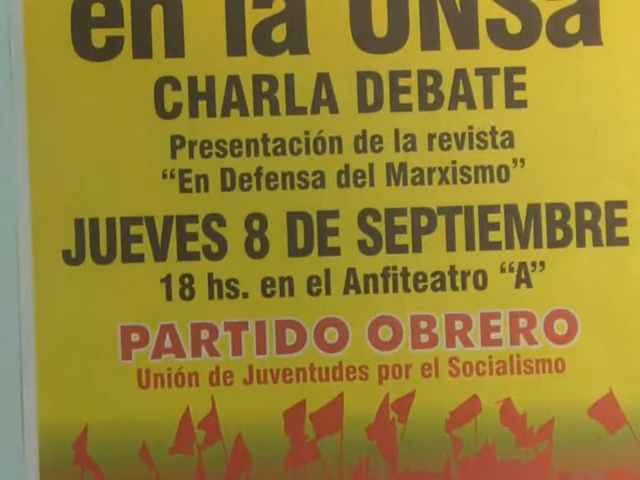 en la UNSa
CHARLA DEBATE
Presentación de la revista
“En Defensa del Marxismo”
JUEVES 8 DE SEPTIEMBRE
18 hs. en el Anfiteatro “A”
PARTIDO OBRERO
Unión de Juventudes por el Socialismo